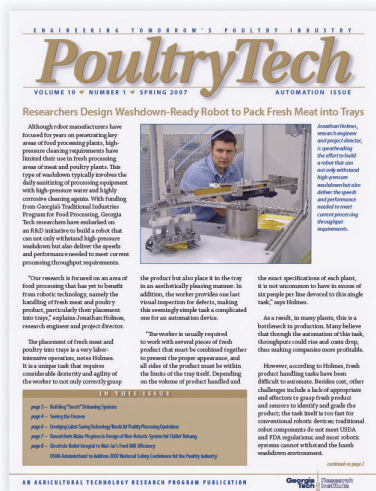 ENGINEERING TOMORROW'S POULTRY INDUSTRY
PoultryTech
VOLUME 19 NUMBER 1 SPRING 2007
AUTOMATION ISSUE
Researchers Design Washdown-Ready Robot to Pack Fresh Meat into Trays
Although robot manufacturers have
focused for years on penetrating key
areas of food processing plants, high-
pressure cleaning requirements have
limited their use in fresh processing
areas of meat and poultry plants. This
type of washdown typically involves the
daily sanitizing of processing equipment
with high-pressure water and highly
corrosive cleaning agents. With funding
from Georgia's Traditional Industries
Program for Food Processing, Georgia
Tech researchers have embarked on
an R&D initiative to build a robot that
can not only withstand high-pressure
washdown but also deliver the speeds
and performance needed to meet current
processing throughput requirements.
"Our research is focused on an area of
food processing that has yet to benefit
from robotic technology, namely the
handling of fresh meat and poultry
product, particularly their placement
into trays," explains Jonathan Holmes,
research engineer and project director.
The placement of fresh meat and
poultry into trays is a very labor-
intensive operation, notes Holmes.
It is a unique task that requires
considerable dexterity and agility of
the worker to not only correctly grasp
Jonathan Holmes,
research engineer
and project director,
is spearheading
the effort to build
a robot that can
not only withstand
high-pressure
washdown but also
deliver the speeds
and performance
needed to meet
current processing
throughput
requirements.
the product but also place it in the tray
in an aesthetically pleasing manner. In
addition, the worker provides one last
visual inspection for defects, making
this seemingly simple task a complicated
one for an automation device.
"The worker is usually required
to work with several pieces of fresh
product that must be combined together
to present the proper appearance, and
all sides of the product must be within
the limits of the tray itself. Depending
on the volume of product handled and
the exact specifications of each plant,
it is not uncommon to have in excess of
six people per line devoted to this single
task," says Holmes.
As a result, in many plants, this is a
bottleneck in production. Many believe
that through the automation of this task,
throughputs could rise and costs drop,
thus making companies more profitable.
However, according to Holmes, fresh
product handling tasks have been
difficult to automate. Besides cost, other
challenges include a lack of appropriate
end effectors to grasp fresh product
and sensors to identify and grade the
product; the task itself is too fast for
conventional robotic devices; traditional
robot components do not meet USDA
and FDA regulations; and most robotic
systems cannot withstand the harsh
washdown environment.
continued on page 2
IN THIS ISSUE
page 3 – Building "Smart" Deboning Systems
page 4 – Seeing the Unseen
page 6 – Emerging Labor-Saving Technology Trends for Poultry Processing Operations
page 7 – Researchers Make Progress in Design of Non-Robotic System for Chiller Rehang
page 8 – Electrode Boiler Integral to Mar-Jac's Feed Mill Efficiency
OSHA Administrator to Address 2007 National Safety Conference for the Poultry Industry
AN AGRICULTURAL TECHNOLOGY RESEARCH PROGRAM PUBLICATION
Georgia Tech Research Institute